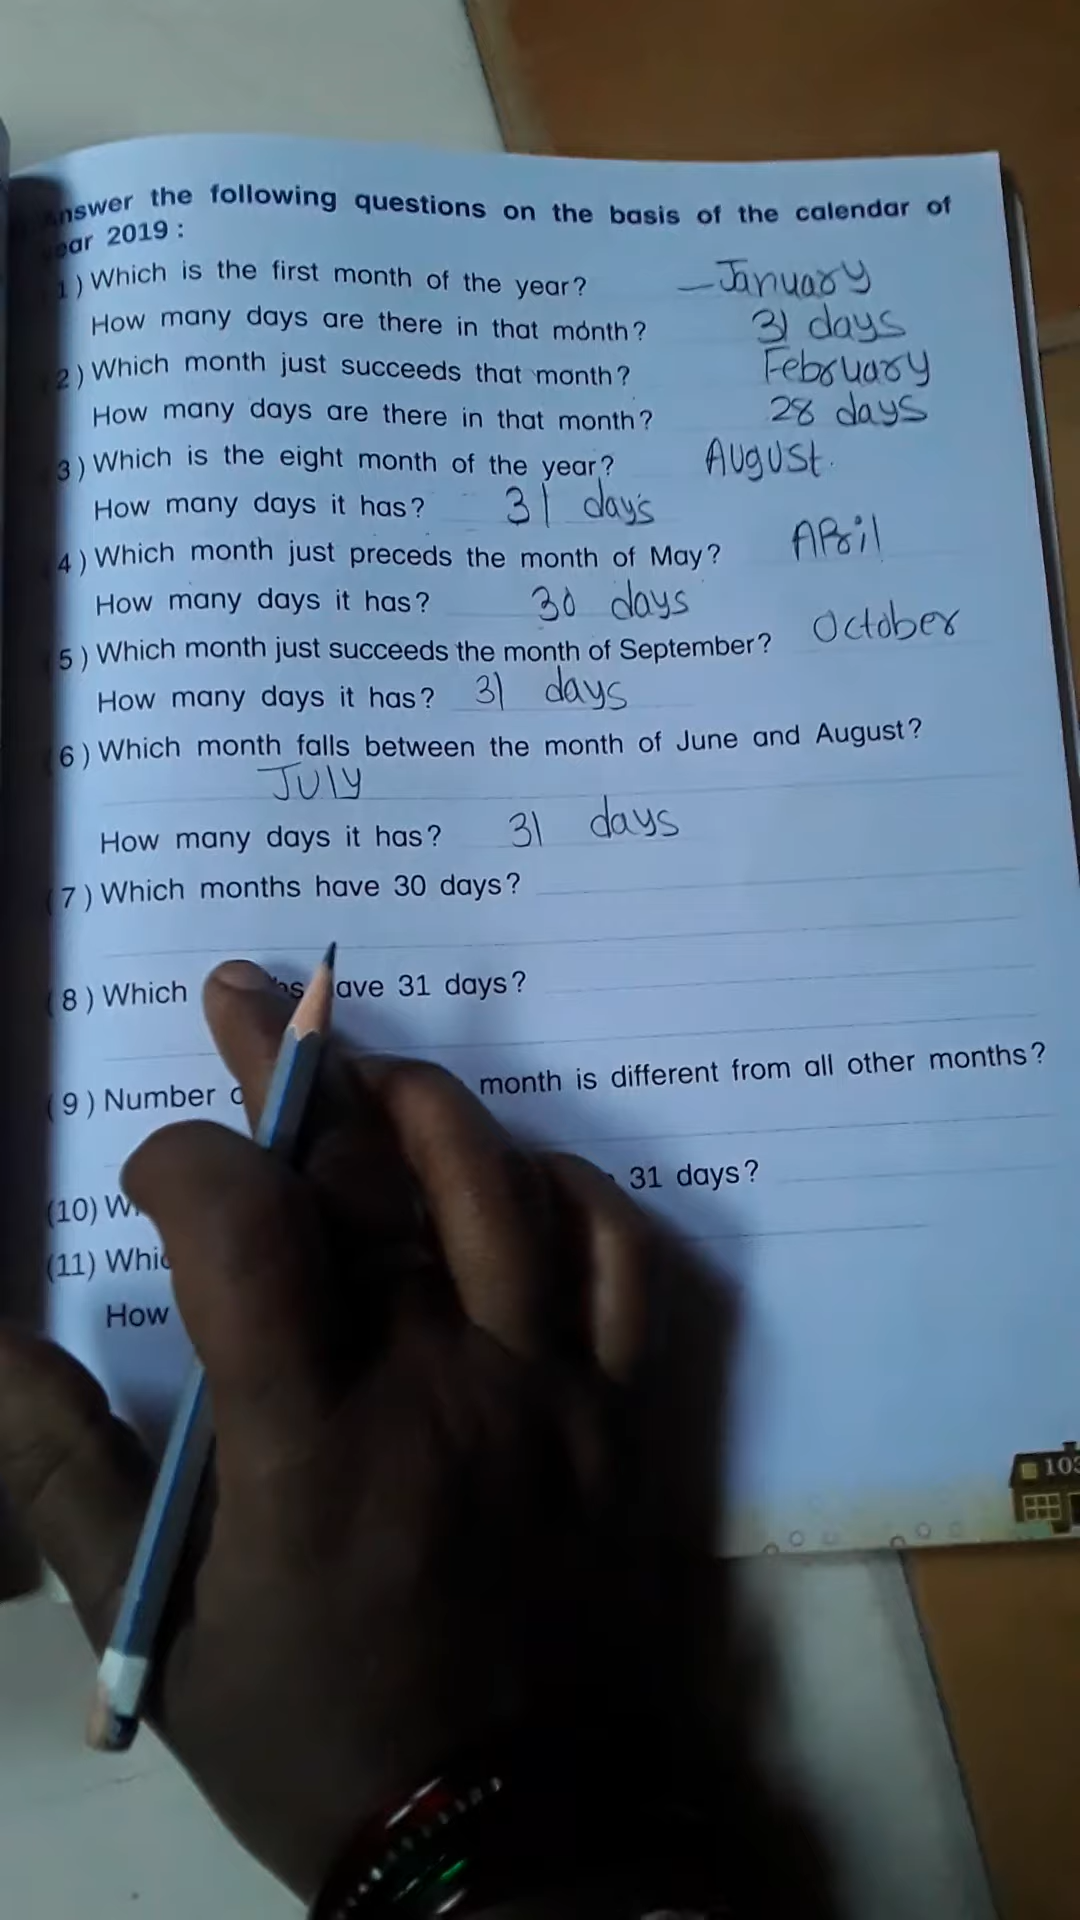 Answer the following questions on the basis of the calendar of
year 2019 :
1 ) Which is the first month of the year? — January
How many days are there in that month? 31 days
2 ) Which month just succeeds that month? February
How many days are there in that month? 28 days
3 ) Which is the eight month of the year? August.
How many days it has? 31 days
4 ) Which month just preceds the month of May? APril
How many days it has? 30 days
5 ) Which month just succeeds the month of September? October
How many days it has? 31 days
6 ) Which month falls between the month of June and August?
JULY
How many days it has? 31 days
(7 ) Which months have 30 days?
(8 ) Which have 31 days?
(9 ) Number month is different from all other months?
(10) 31 days?
(11)
How
103